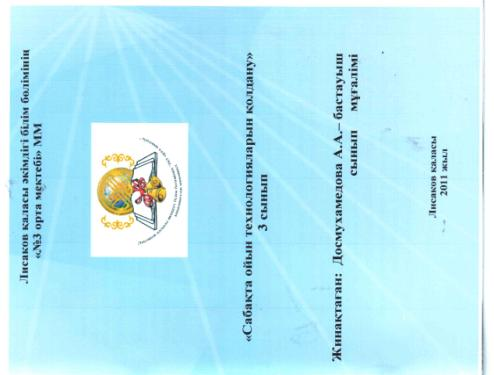 Лисаков қаласы әкімдігі білім бөлімінің
«№3 орта мектебі» ММ
«Сабақта ойын технологияларын қолдану»
3 сынып
Жинақтаған: Досмухамедова А.А.– бастауыш
сынып мұғалімі
Лисаков қаласы
2011 жыл